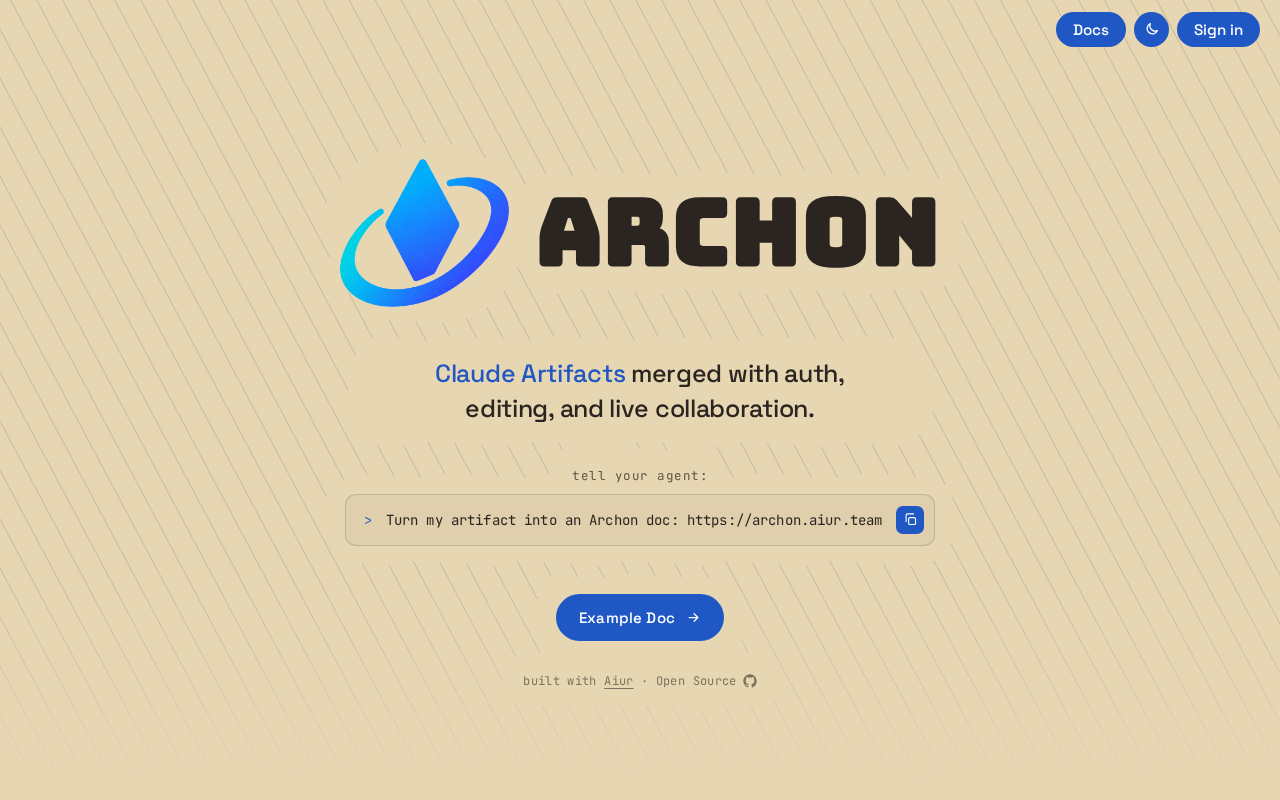 Docs
Sign in
ARCHON
Claude Artifacts merged with auth,
editing, and live collaboration.
tell your agent:
> Turn my artifact into an Archon doc: https://archon.aiur.team
Example Doc →
built with Aiur · Open Source